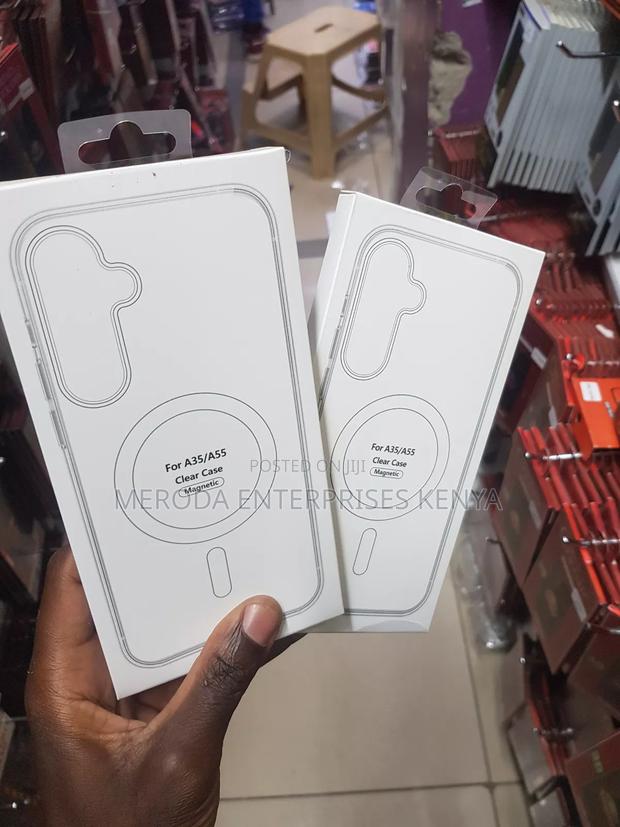 For A35/A55
Clear Case
Magnetic
For A35/A55
Clear Case
Magnetic
POSTED ON JIJI
MERODA ENTERPRISES KENYA